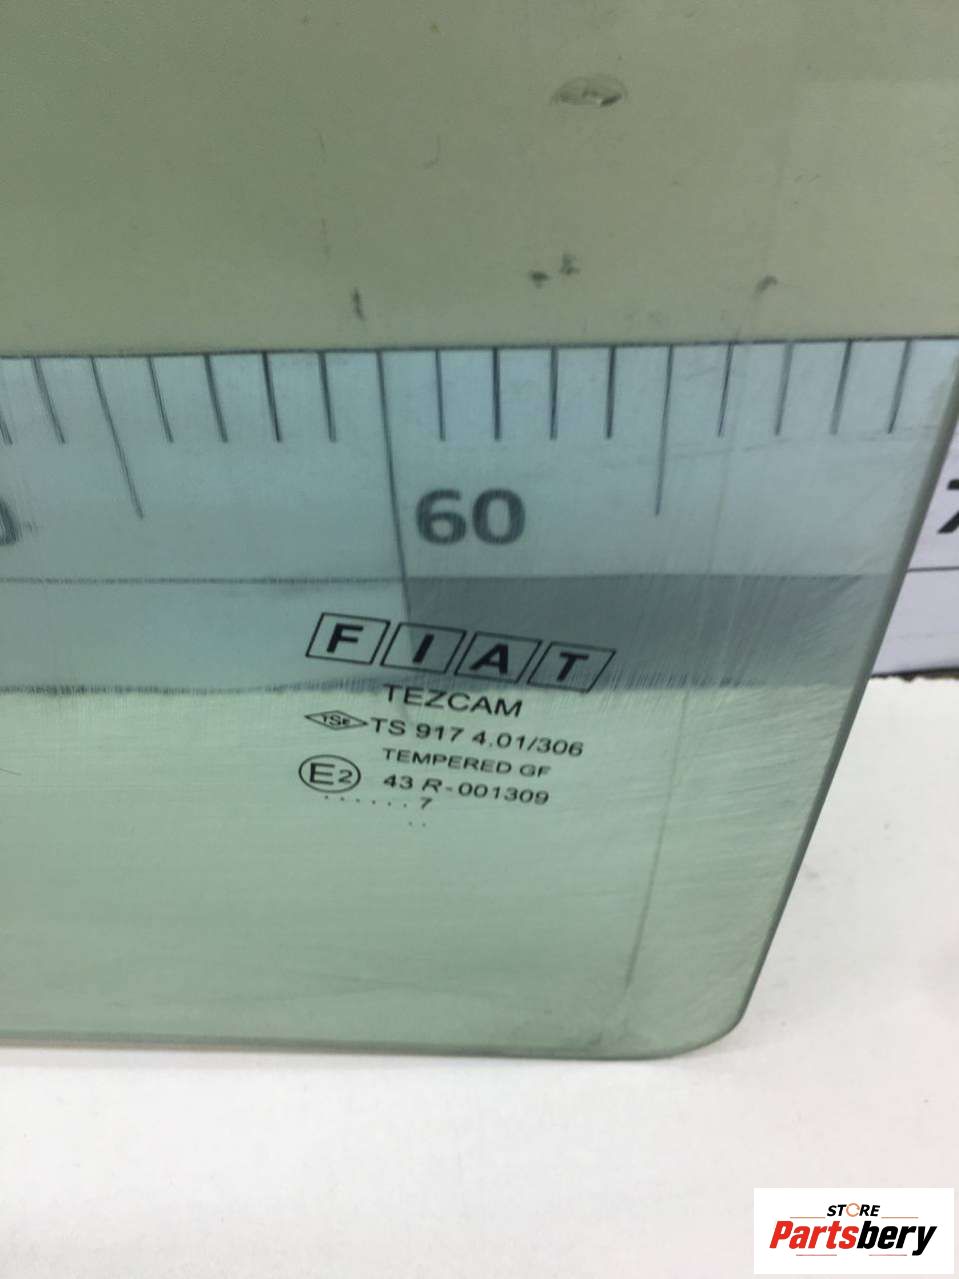 60
FIAT
TEZCAM
TSE TS 917 4.01/306
TEMPERED GF
E2 43 R-001309
. . . . . . 7
. .
STORE
Partsbery